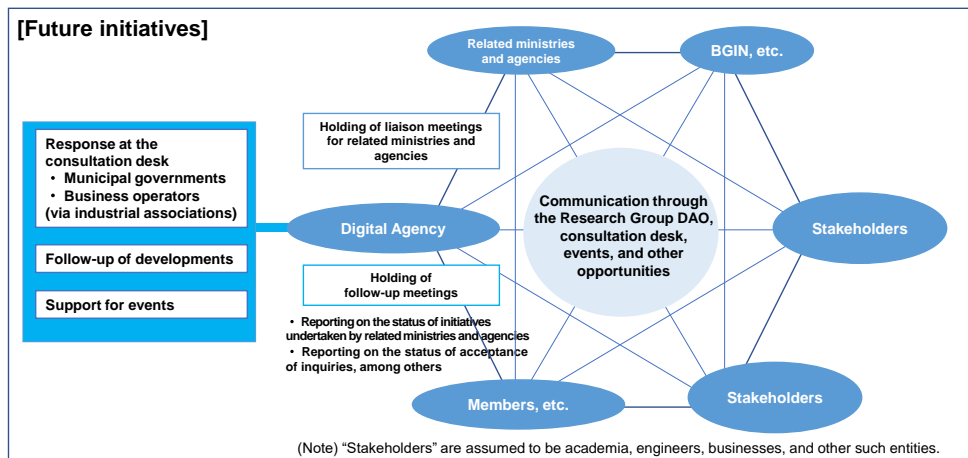 [Future initiatives]
Related ministries
and agencies
BGIN, etc.
Holding of liaison meetings
for related ministries and
agencies
Response at the
consultation desk
• Municipal governments
• Business operators
(via industrial associations)
Follow-up of developments
Support for events
Digital Agency
Communication through
the Research Group DAO,
consultation desk,
events, and other
opportunities
Stakeholders
Holding of
follow-up meetings
• Reporting on the status of initiatives
undertaken by related ministries and agencies
• Reporting on the status of acceptance
of inquiries, among others
Members, etc.
Stakeholders
(Note) “Stakeholders” are assumed to be academia, engineers, businesses, and other such entities.